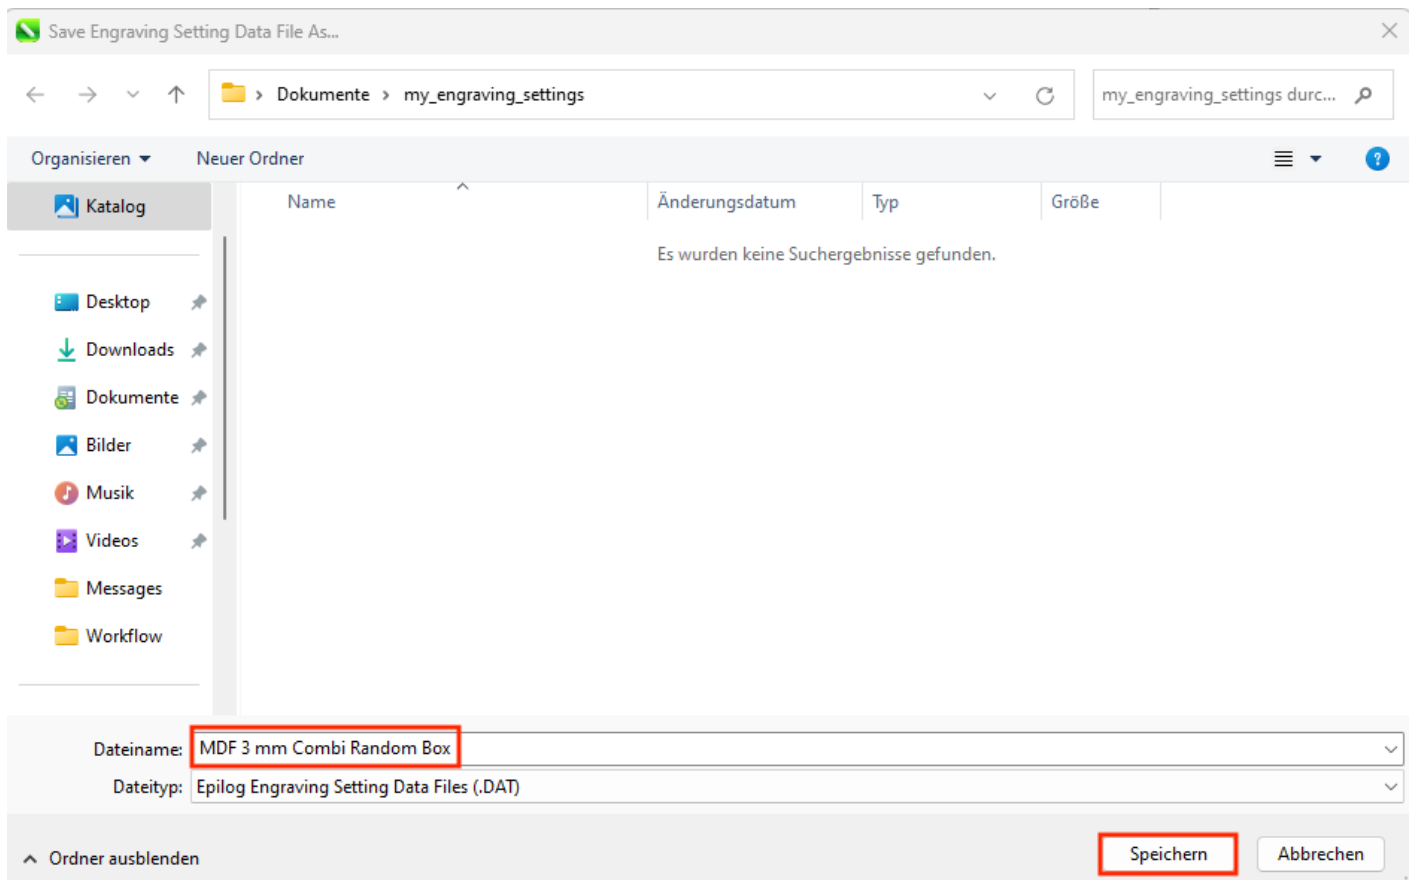 Save Engraving Setting Data File As...
Dokumente > my_engraving_settings
my_engraving_settings durc...
Organisieren
Neuer Ordner
Katalog
Name
Änderungsdatum
Typ
Größe
Es wurden keine Suchergebnisse gefunden.
Desktop
Downloads
Dokumente
Bilder
Musik
Videos
Messages
Workflow
Dateiname: MDF 3 mm Combi Random Box
Dateityp: Epilog Engraving Setting Data Files (.DAT)
Ordner ausblenden
Speichern
Abbrechen